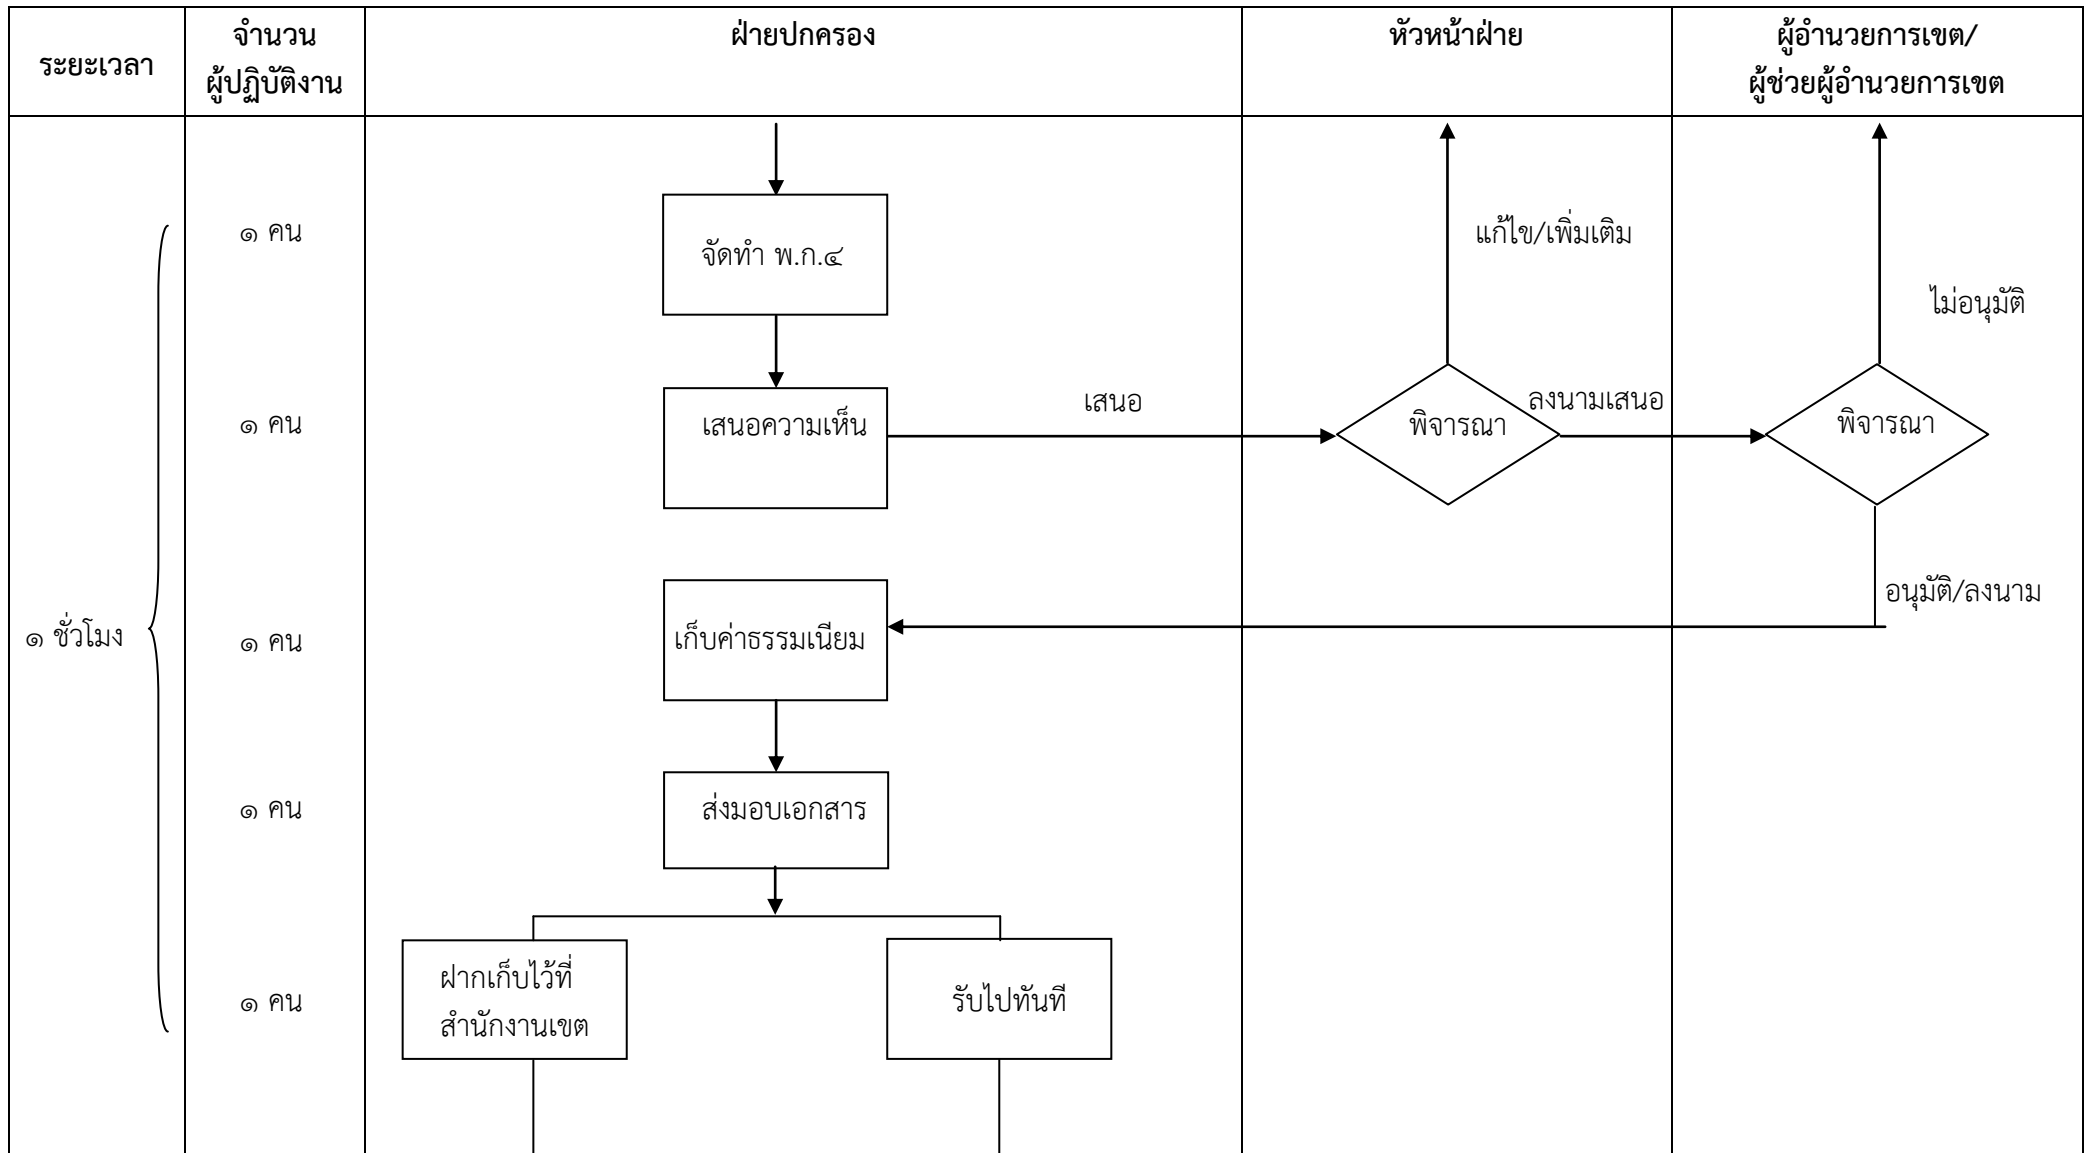 ระยะเวลา
จำนวน
ผู้ปฏิบัติงาน
ฝ่ายปกครอง
หัวหน้าฝ่าย
ผู้อำนวยการเขต/
ผู้ช่วยผู้อำนวยการเขต
๑ คน
จัดทำ พ.ก.๔
แก้ไข/เพิ่มเติม
ไม่อนุมัติ
๑ คน
เสนอความเห็น
เสนอ
พิจารณา
ลงนามเสนอ
พิจารณา
อนุมัติ/ลงนาม
๑ ชั่วโมง
๑ คน
เก็บค่าธรรมเนียม
๑ คน
ส่งมอบเอกสาร
๑ คน
ฝากเก็บไว้ที่
สำนักงานเขต
รับไปทันที